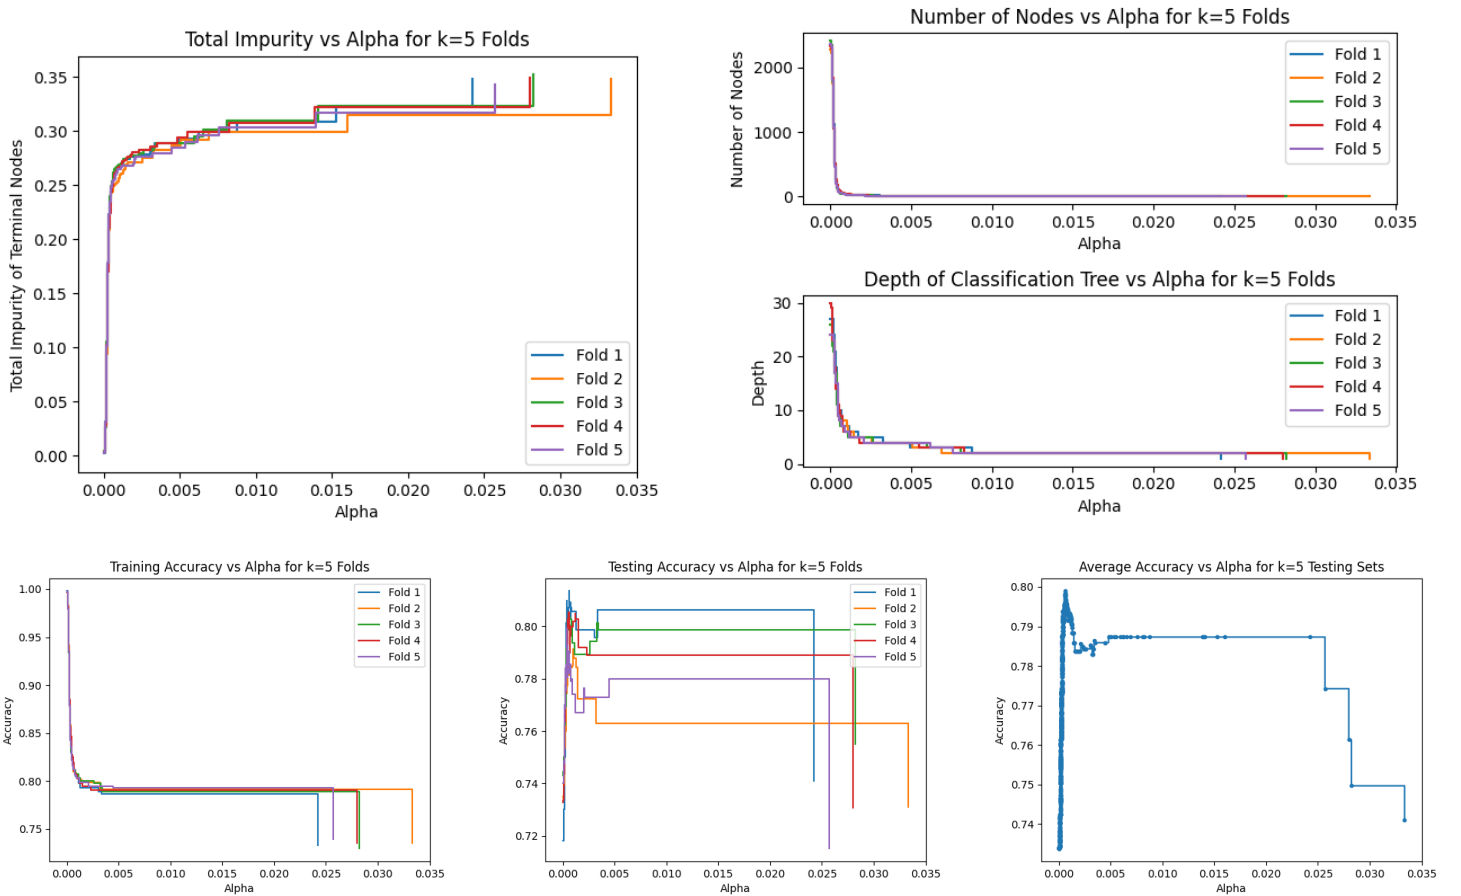 Total Impurity vs Alpha for k=5 Folds
Total Impurity of Terminal Nodes
0.35
0.30
0.25
0.20
0.15
0.10
0.05
0.00
Fold 1
Fold 2
Fold 3
Fold 4
Fold 5
0.000 0.005 0.010 0.015 0.020 0.025 0.030 0.035
Alpha
Number of Nodes vs Alpha for k=5 Folds
Number of Nodes
2000
1000
0
Fold 1
Fold 2
Fold 3
Fold 4
Fold 5
0.000 0.005 0.010 0.015 0.020 0.025 0.030 0.035
Alpha
Depth of Classification Tree vs Alpha for k=5 Folds
Depth
30
20
10
0
Fold 1
Fold 2
Fold 3
Fold 4
Fold 5
0.000 0.005 0.010 0.015 0.020 0.025 0.030 0.035
Alpha
Training Accuracy vs Alpha for k=5 Folds
Accuracy
1.00
0.95
0.90
0.85
0.80
0.75
Fold 1
Fold 2
Fold 3
Fold 4
Fold 5
0.000 0.005 0.010 0.015 0.020 0.025 0.030 0.035
Alpha
Testing Accuracy vs Alpha for k=5 Folds
Accuracy
0.80
0.78
0.76
0.74
0.72
Fold 1
Fold 2
Fold 3
Fold 4
Fold 5
0.000 0.005 0.010 0.015 0.020 0.025 0.030 0.035
Alpha
Average Accuracy vs Alpha for k=5 Testing Sets
Accuracy
0.80
0.79
0.78
0.77
0.76
0.75
0.74
0.000 0.005 0.010 0.015 0.020 0.025 0.030 0.035
Alpha